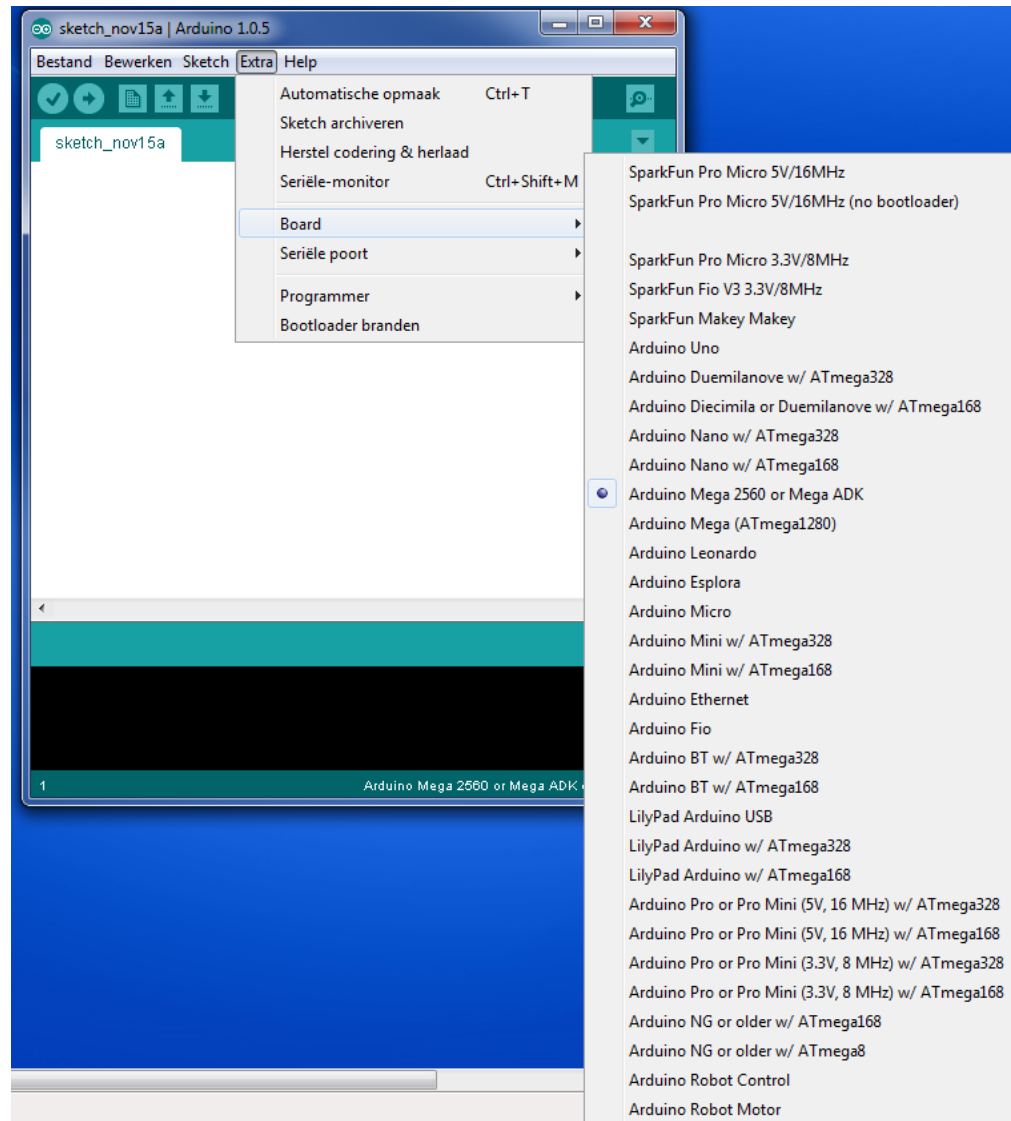 sketch_nov15a | Arduino 1.0.5
Bestand Bewerken Sketch Extra Help
sketch_nov15a
Automatische opmaak Ctrl+T
Sketch archiveren
Herstel codering & herlaad
Seriële-monitor Ctrl+Shift+M
Board
Seriële poort
Programmer
Bootloader branden
SparkFun Pro Micro 5V/16MHz
SparkFun Pro Micro 5V/16MHz (no bootloader)
SparkFun Pro Micro 3.3V/8MHz
SparkFun Fio V3 3.3V/8MHz
SparkFun Makey Makey
Arduino Uno
Arduino Duemilanove w/ ATmega328
Arduino Diecimila or Duemilanove w/ ATmega168
Arduino Nano w/ ATmega328
Arduino Nano w/ ATmega168
Arduino Mega 2560 or Mega ADK
Arduino Mega (ATmega1280)
Arduino Leonardo
Arduino Esplora
Arduino Micro
Arduino Mini w/ ATmega328
Arduino Mini w/ ATmega168
Arduino Ethernet
Arduino Fio
Arduino BT w/ ATmega328
Arduino BT w/ ATmega168
LilyPad Arduino USB
LilyPad Arduino w/ ATmega328
LilyPad Arduino w/ ATmega168
Arduino Pro or Pro Mini (5V, 16 MHz) w/ ATmega328
Arduino Pro or Pro Mini (5V, 16 MHz) w/ ATmega168
Arduino Pro or Pro Mini (3.3V, 8 MHz) w/ ATmega328
Arduino Pro or Pro Mini (3.3V, 8 MHz) w/ ATmega168
Arduino NG or older w/ ATmega168
Arduino NG or older w/ ATmega8
Arduino Robot Control
Arduino Robot Motor
1 Arduino Mega 2560 or Mega ADK